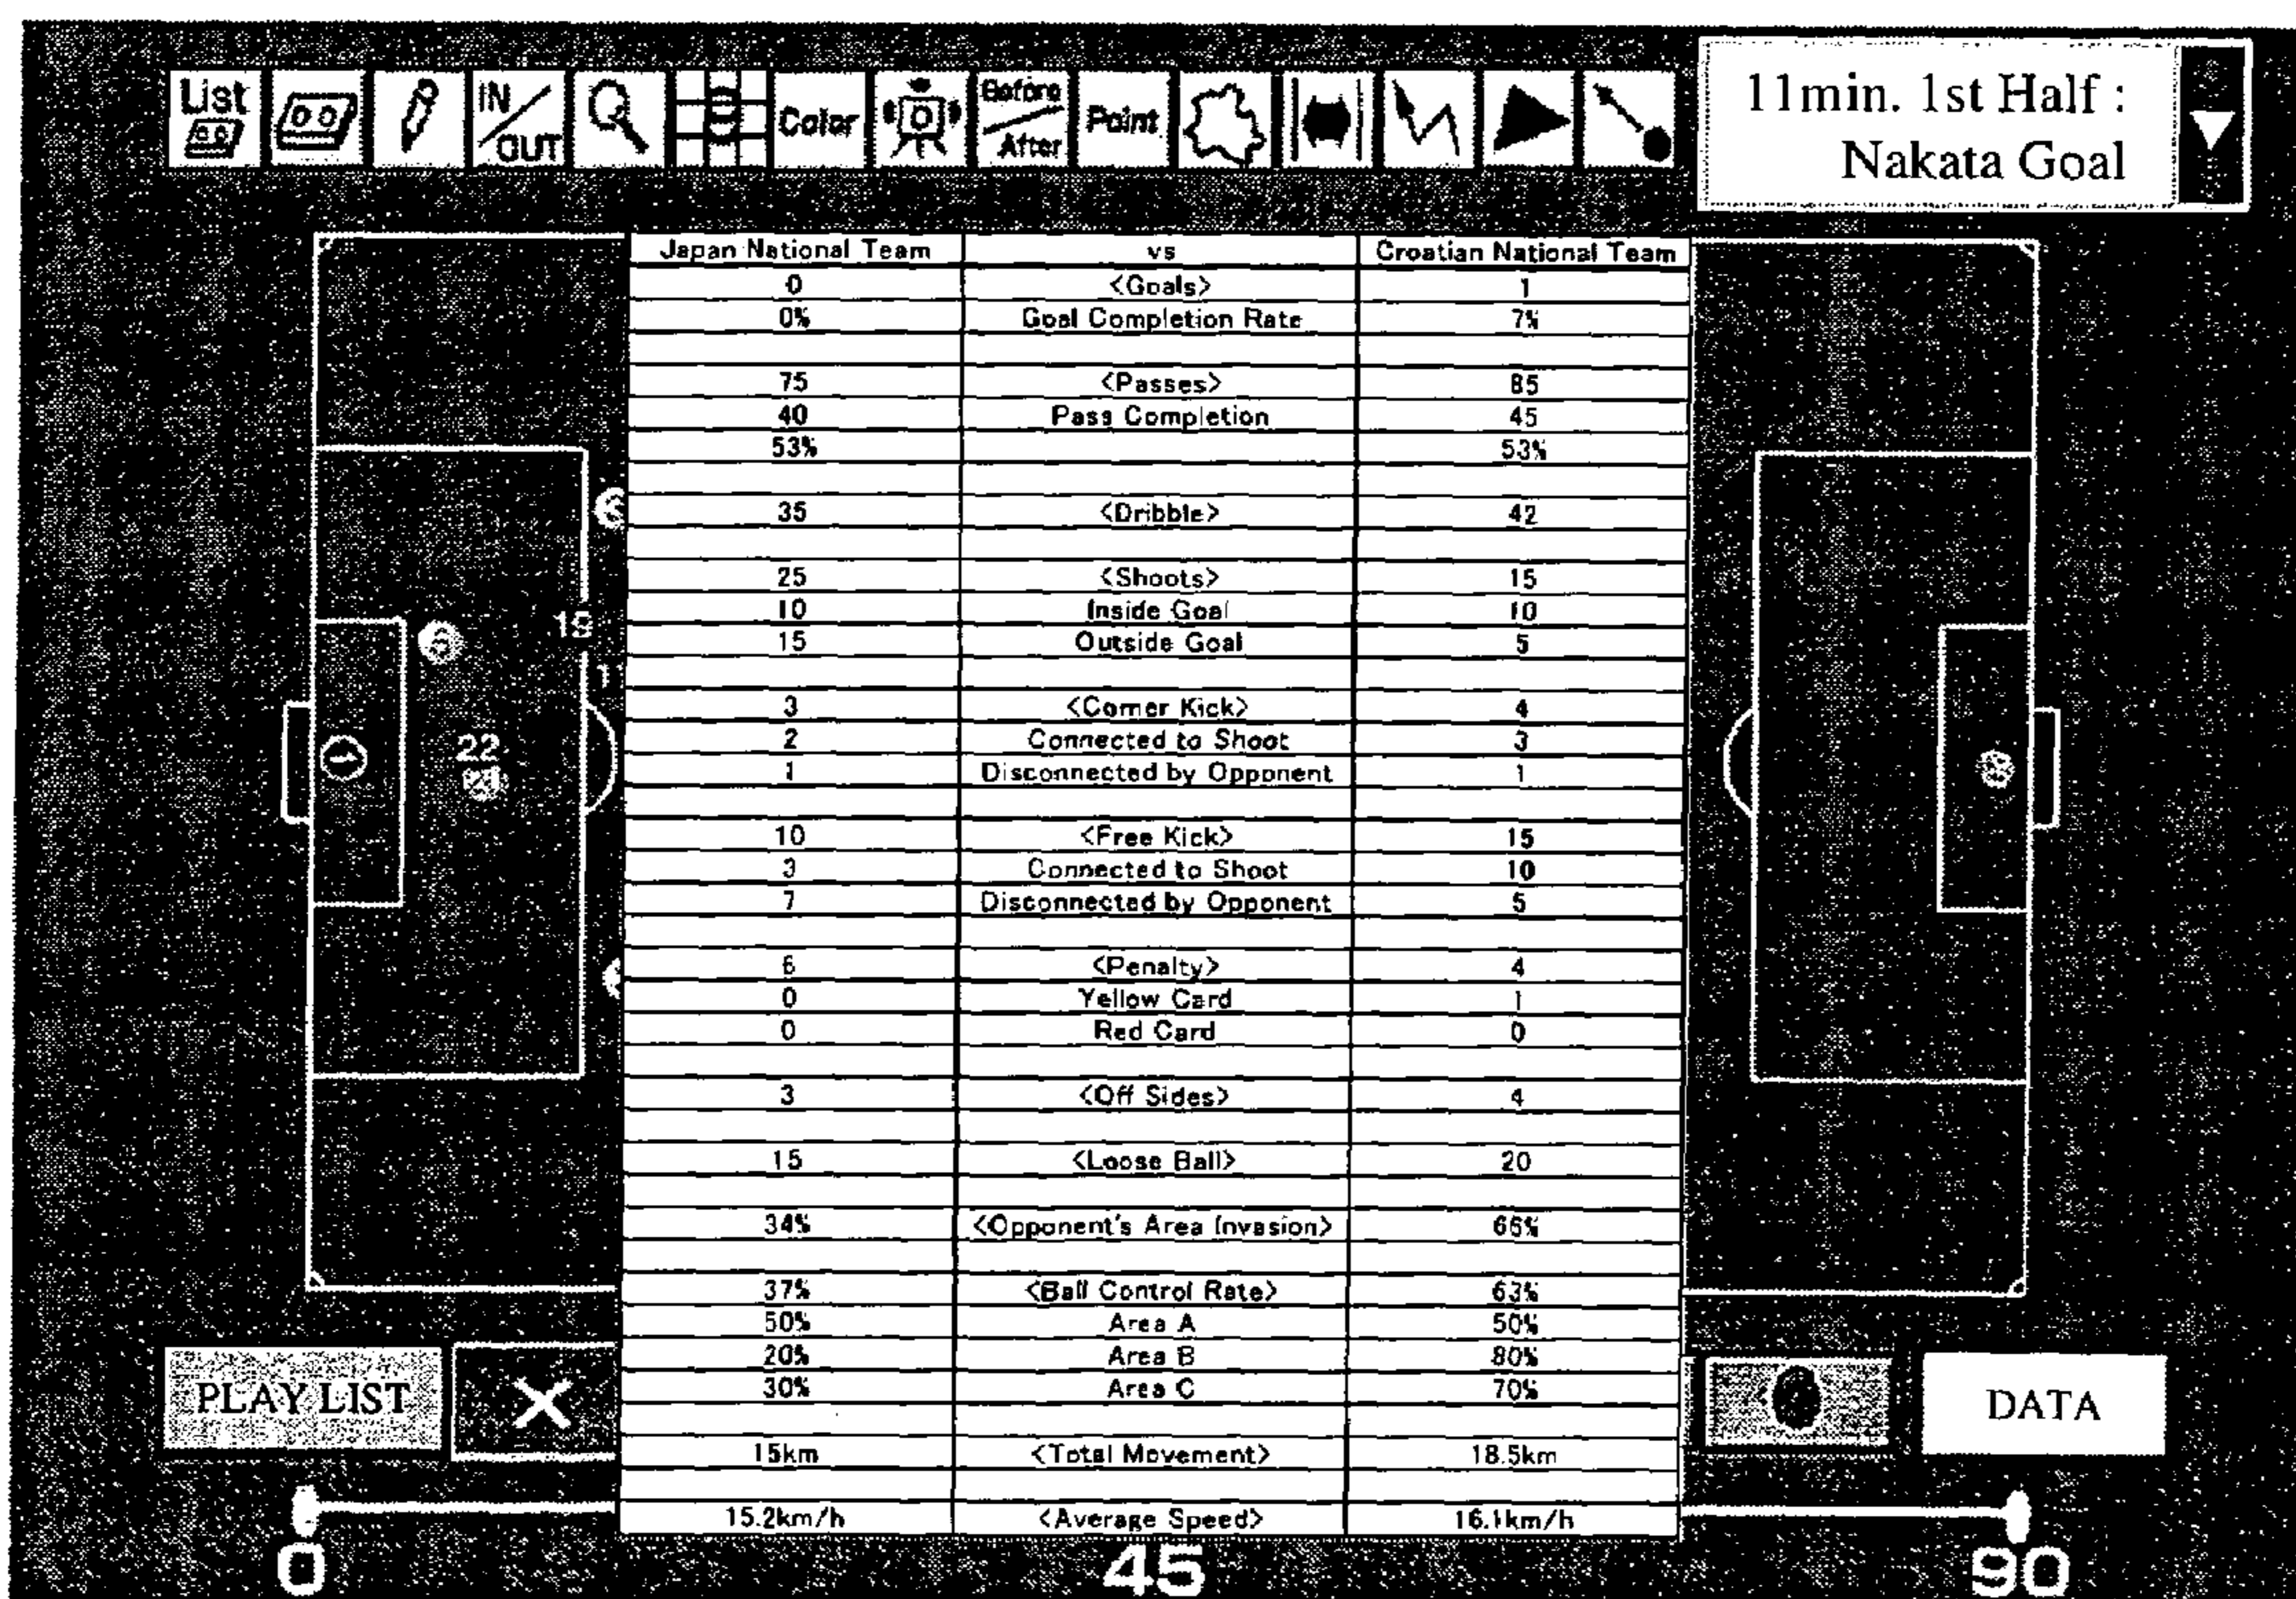 List
IN
OUT
Color
Before
After
Point
11min. 1st Half :
Nakata Goal
Japan National Team vs Croatian National Team
0 <Goals> 1
0% Goal Completion Rate 7%
75 <Passes> 85
40 Pass Completion 45
53% 53%
35 <Dribble> 42
25 <Shoots> 15
10 Inside Goal 10
15 Outside Goal 5
3 <Corner Kick> 4
2 Connected to Shoot 3
1 Disconnected by Opponent 1
10 <Free Kick> 15
3 Connected to Shoot 10
7 Disconnected by Opponent 5
6 <Penalty> 4
0 Yellow Card 1
0 Red Card 0
3 <Off Sides> 4
15 <Loose Ball> 20
34% <Opponent's Area Invasion> 66%
37% <Ball Control Rate> 63%
50% Area A 50%
20% Area B 80%
30% Area C 70%
15km <Total Movement> 18.5km
15.2km/h <Average Speed> 16.1km/h
19
1
1
22
PLAY LIST
DATA
0 45 90